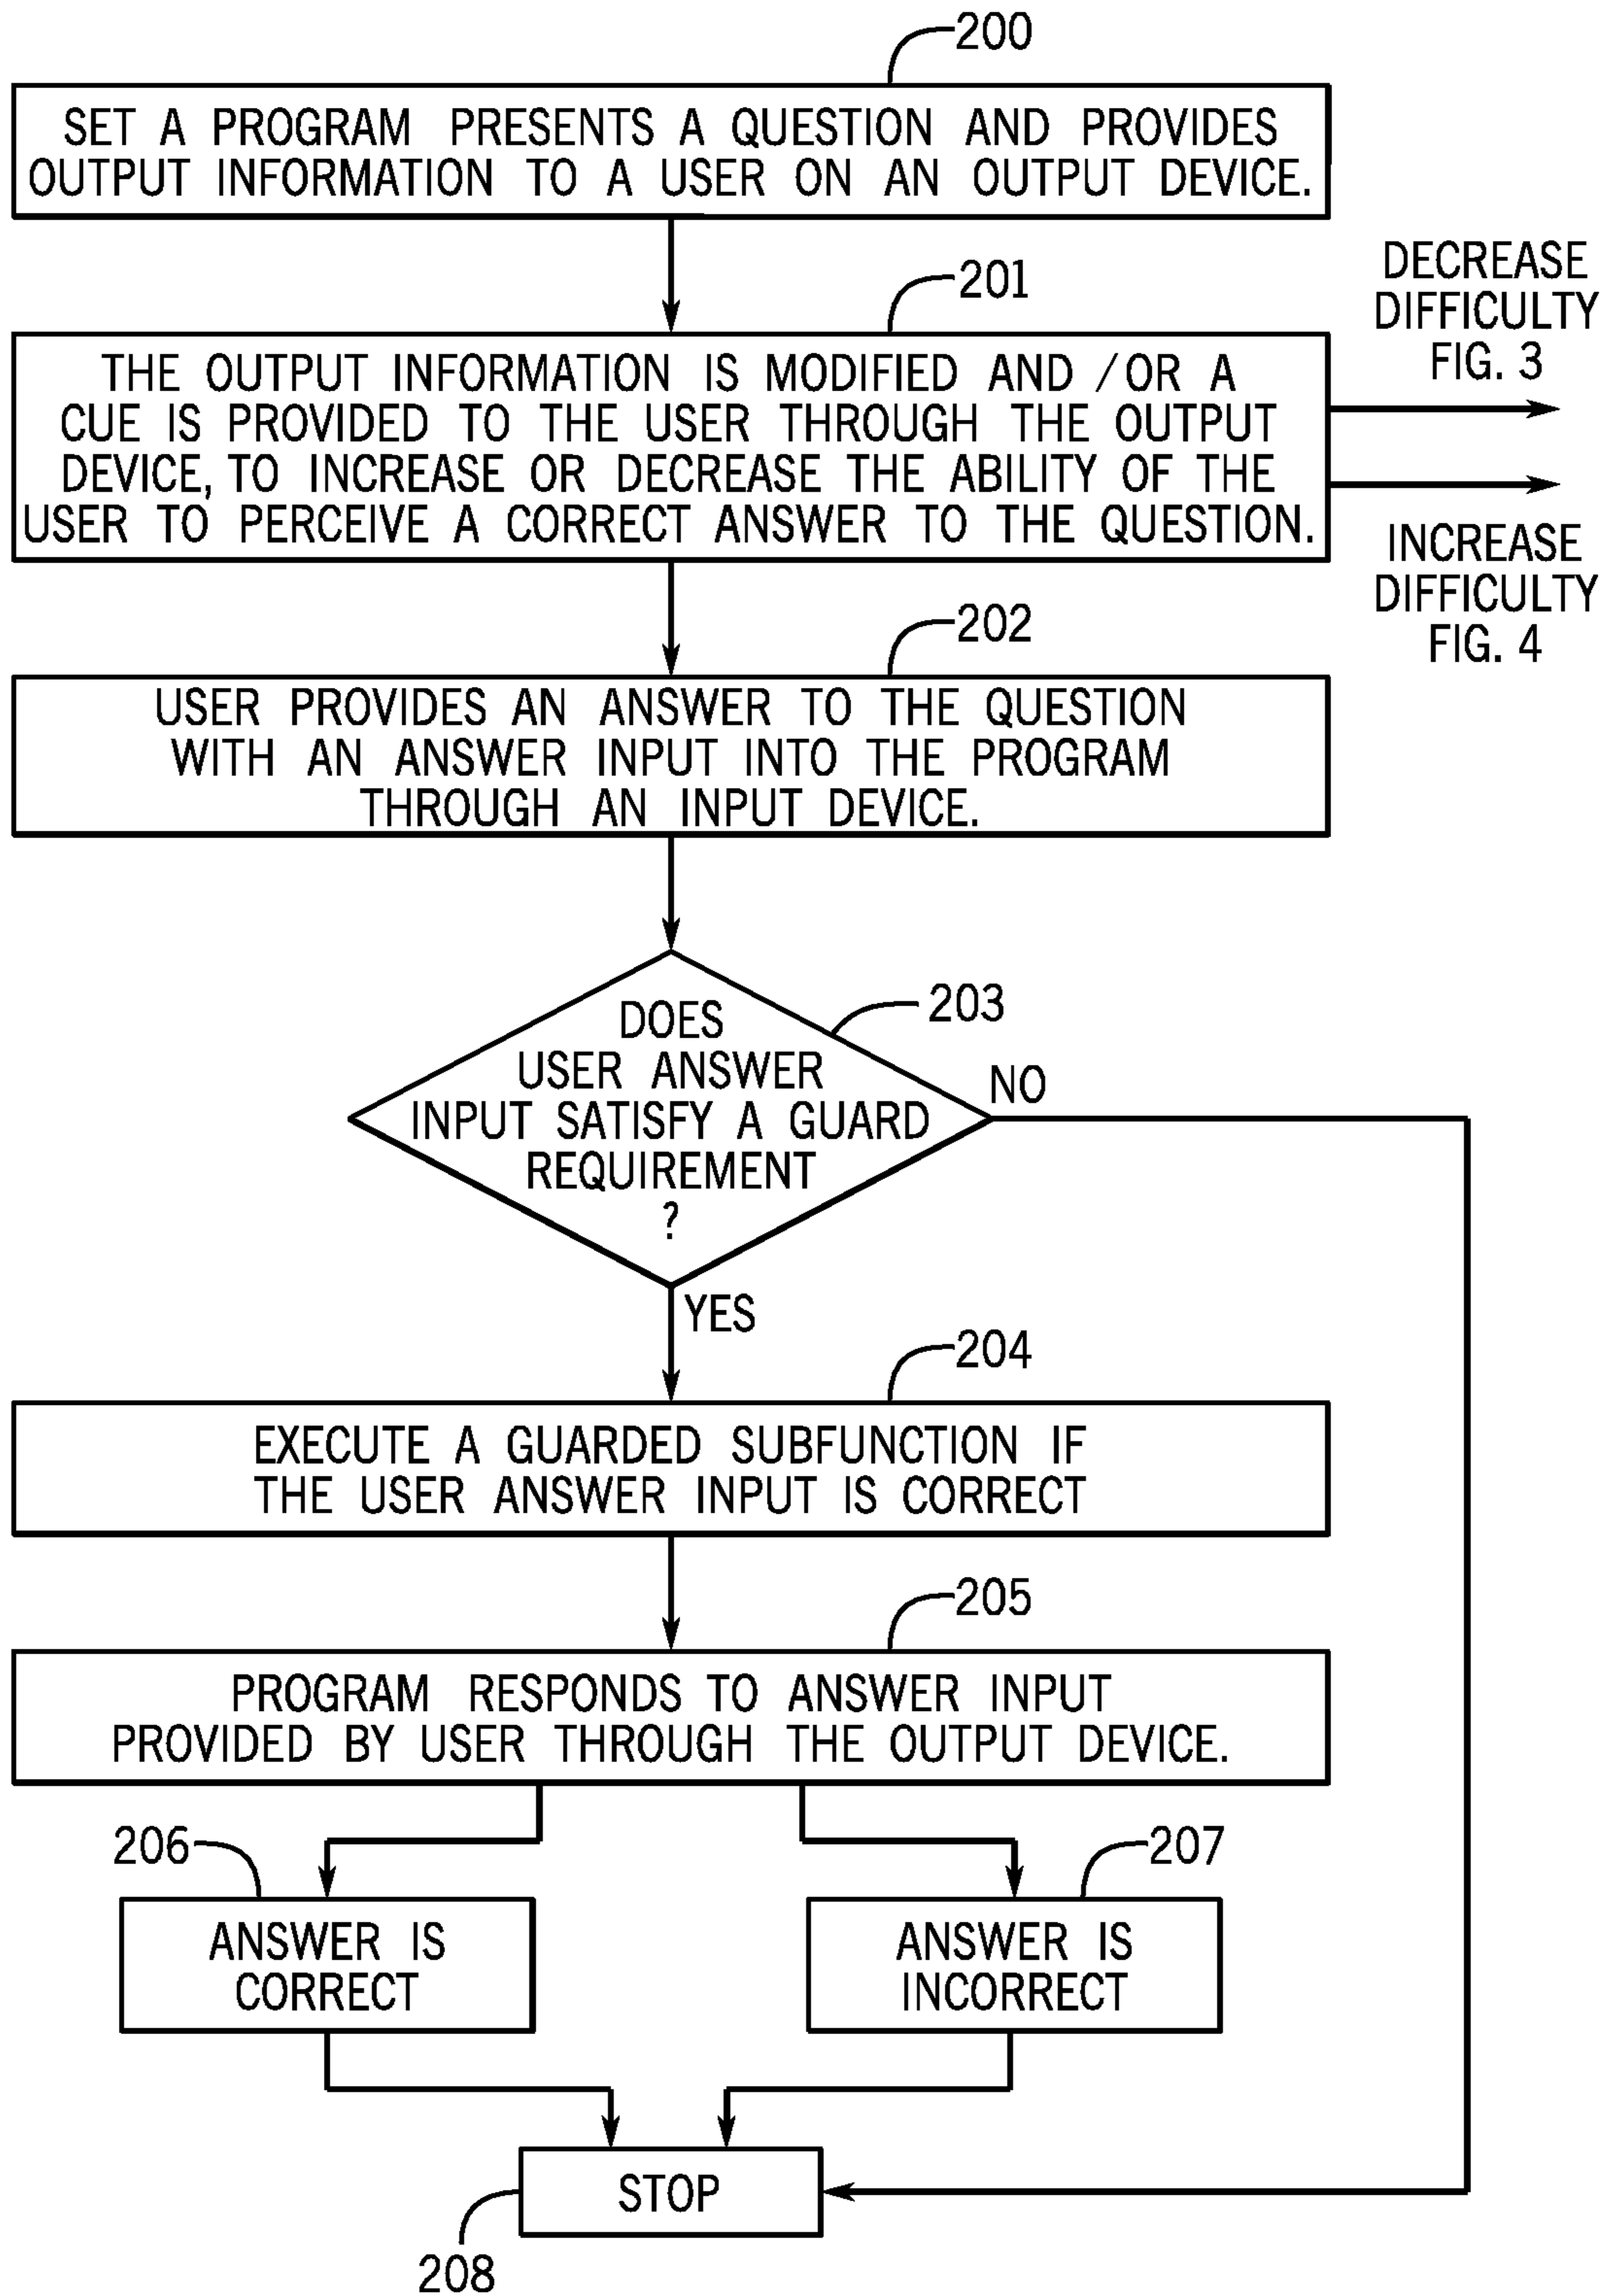 200
SET A PROGRAM PRESENTS A QUESTION AND PROVIDES
OUTPUT INFORMATION TO A USER ON AN OUTPUT DEVICE.
201
THE OUTPUT INFORMATION IS MODIFIED AND /OR A
CUE IS PROVIDED TO THE USER THROUGH THE OUTPUT
DEVICE, TO INCREASE OR DECREASE THE ABILITY OF THE
USER TO PERCEIVE A CORRECT ANSWER TO THE QUESTION.
DECREASE
DIFFICULTY
FIG. 3
INCREASE
DIFFICULTY
FIG. 4
202
USER PROVIDES AN ANSWER TO THE QUESTION
WITH AN ANSWER INPUT INTO THE PROGRAM
THROUGH AN INPUT DEVICE.
203
DOES
USER ANSWER
INPUT SATISFY A GUARD
REQUIREMENT
?
NO
YES
204
EXECUTE A GUARDED SUBFUNCTION IF
THE USER ANSWER INPUT IS CORRECT
205
PROGRAM RESPONDS TO ANSWER INPUT
PROVIDED BY USER THROUGH THE OUTPUT DEVICE.
206
ANSWER IS
CORRECT
207
ANSWER IS
INCORRECT
STOP
208